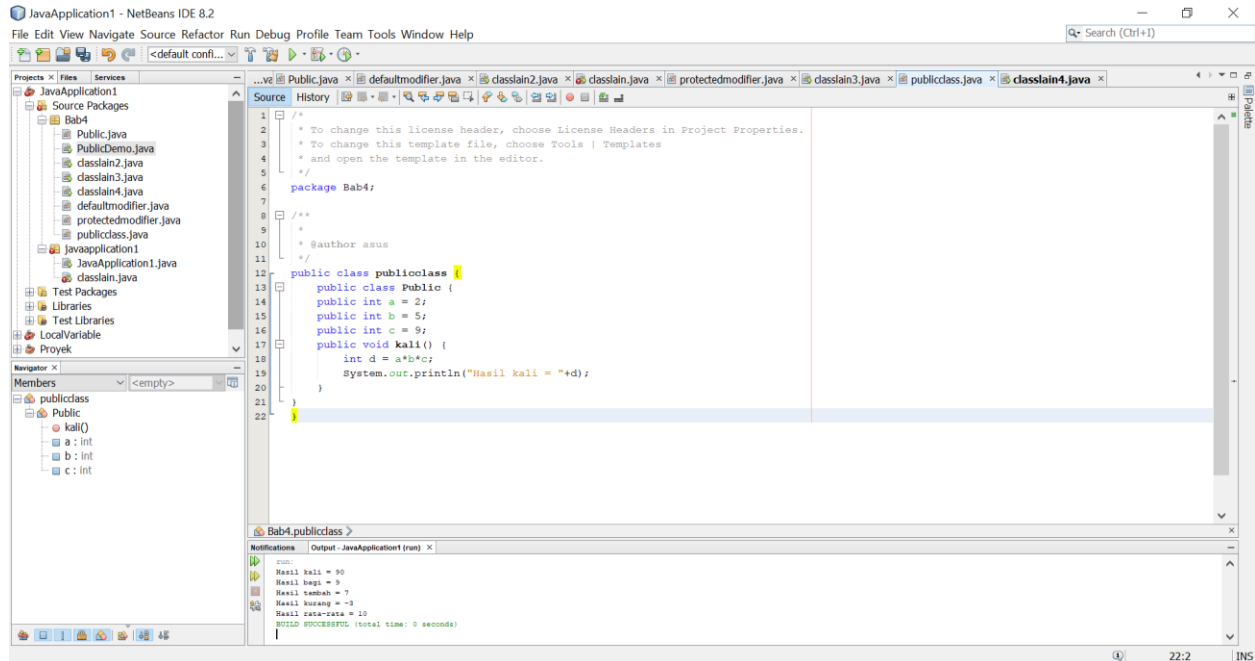 JavaApplication1 - NetBeans IDE 8.2
File Edit View Navigate Source Refactor Run Debug Profile Team Tools Window Help
Search (Ctrl+I)
<default confi...
Projects Files Services
...va Public.java defaultmodifier.java classlain2.java classlain.java protectedmodifier.java classlain3.java publicclass.java classlain4.java
Palette
Source History
JavaApplication1
Source Packages
Bab4
Public.java
PublicDemo.java
classlain2.java
classlain3.java
classlain4.java
defaultmodifier.java
protectedmodifier.java
publicclass.java
javaapplication1
JavaApplication1.java
classlain.java
Test Packages
Libraries
Test Libraries
LocalVariable
Proyek
Navigator
Members <empty>
publicclass
Public
kali()
a : int
b : int
c : int
1 /*
2 * To change this license header, choose License Headers in Project Properties.
3 * To change this template file, choose Tools | Templates
4 * and open the template in the editor.
5 */
6 package Bab4;
7
8 /**
9 *
10 * @author asus
11 */
12 public class publicclass {
13 public class Public {
14 public int a = 2;
15 public int b = 5;
16 public int c = 9;
17 public void kali() {
18 int d = a*b*c;
19 System.out.println("Hasil kali = "+d);
20 }
21 }
22 }
Bab4.publicclass
Notifications Output - JavaApplication1 (run)
run:
Hasil kali = 90
Hasil bagi = 9
Hasil tambah = 7
Hasil kurang = -3
Hasil rata-rata = 10
BUILD SUCCESSFUL (total time: 0 seconds)
22:2 INS